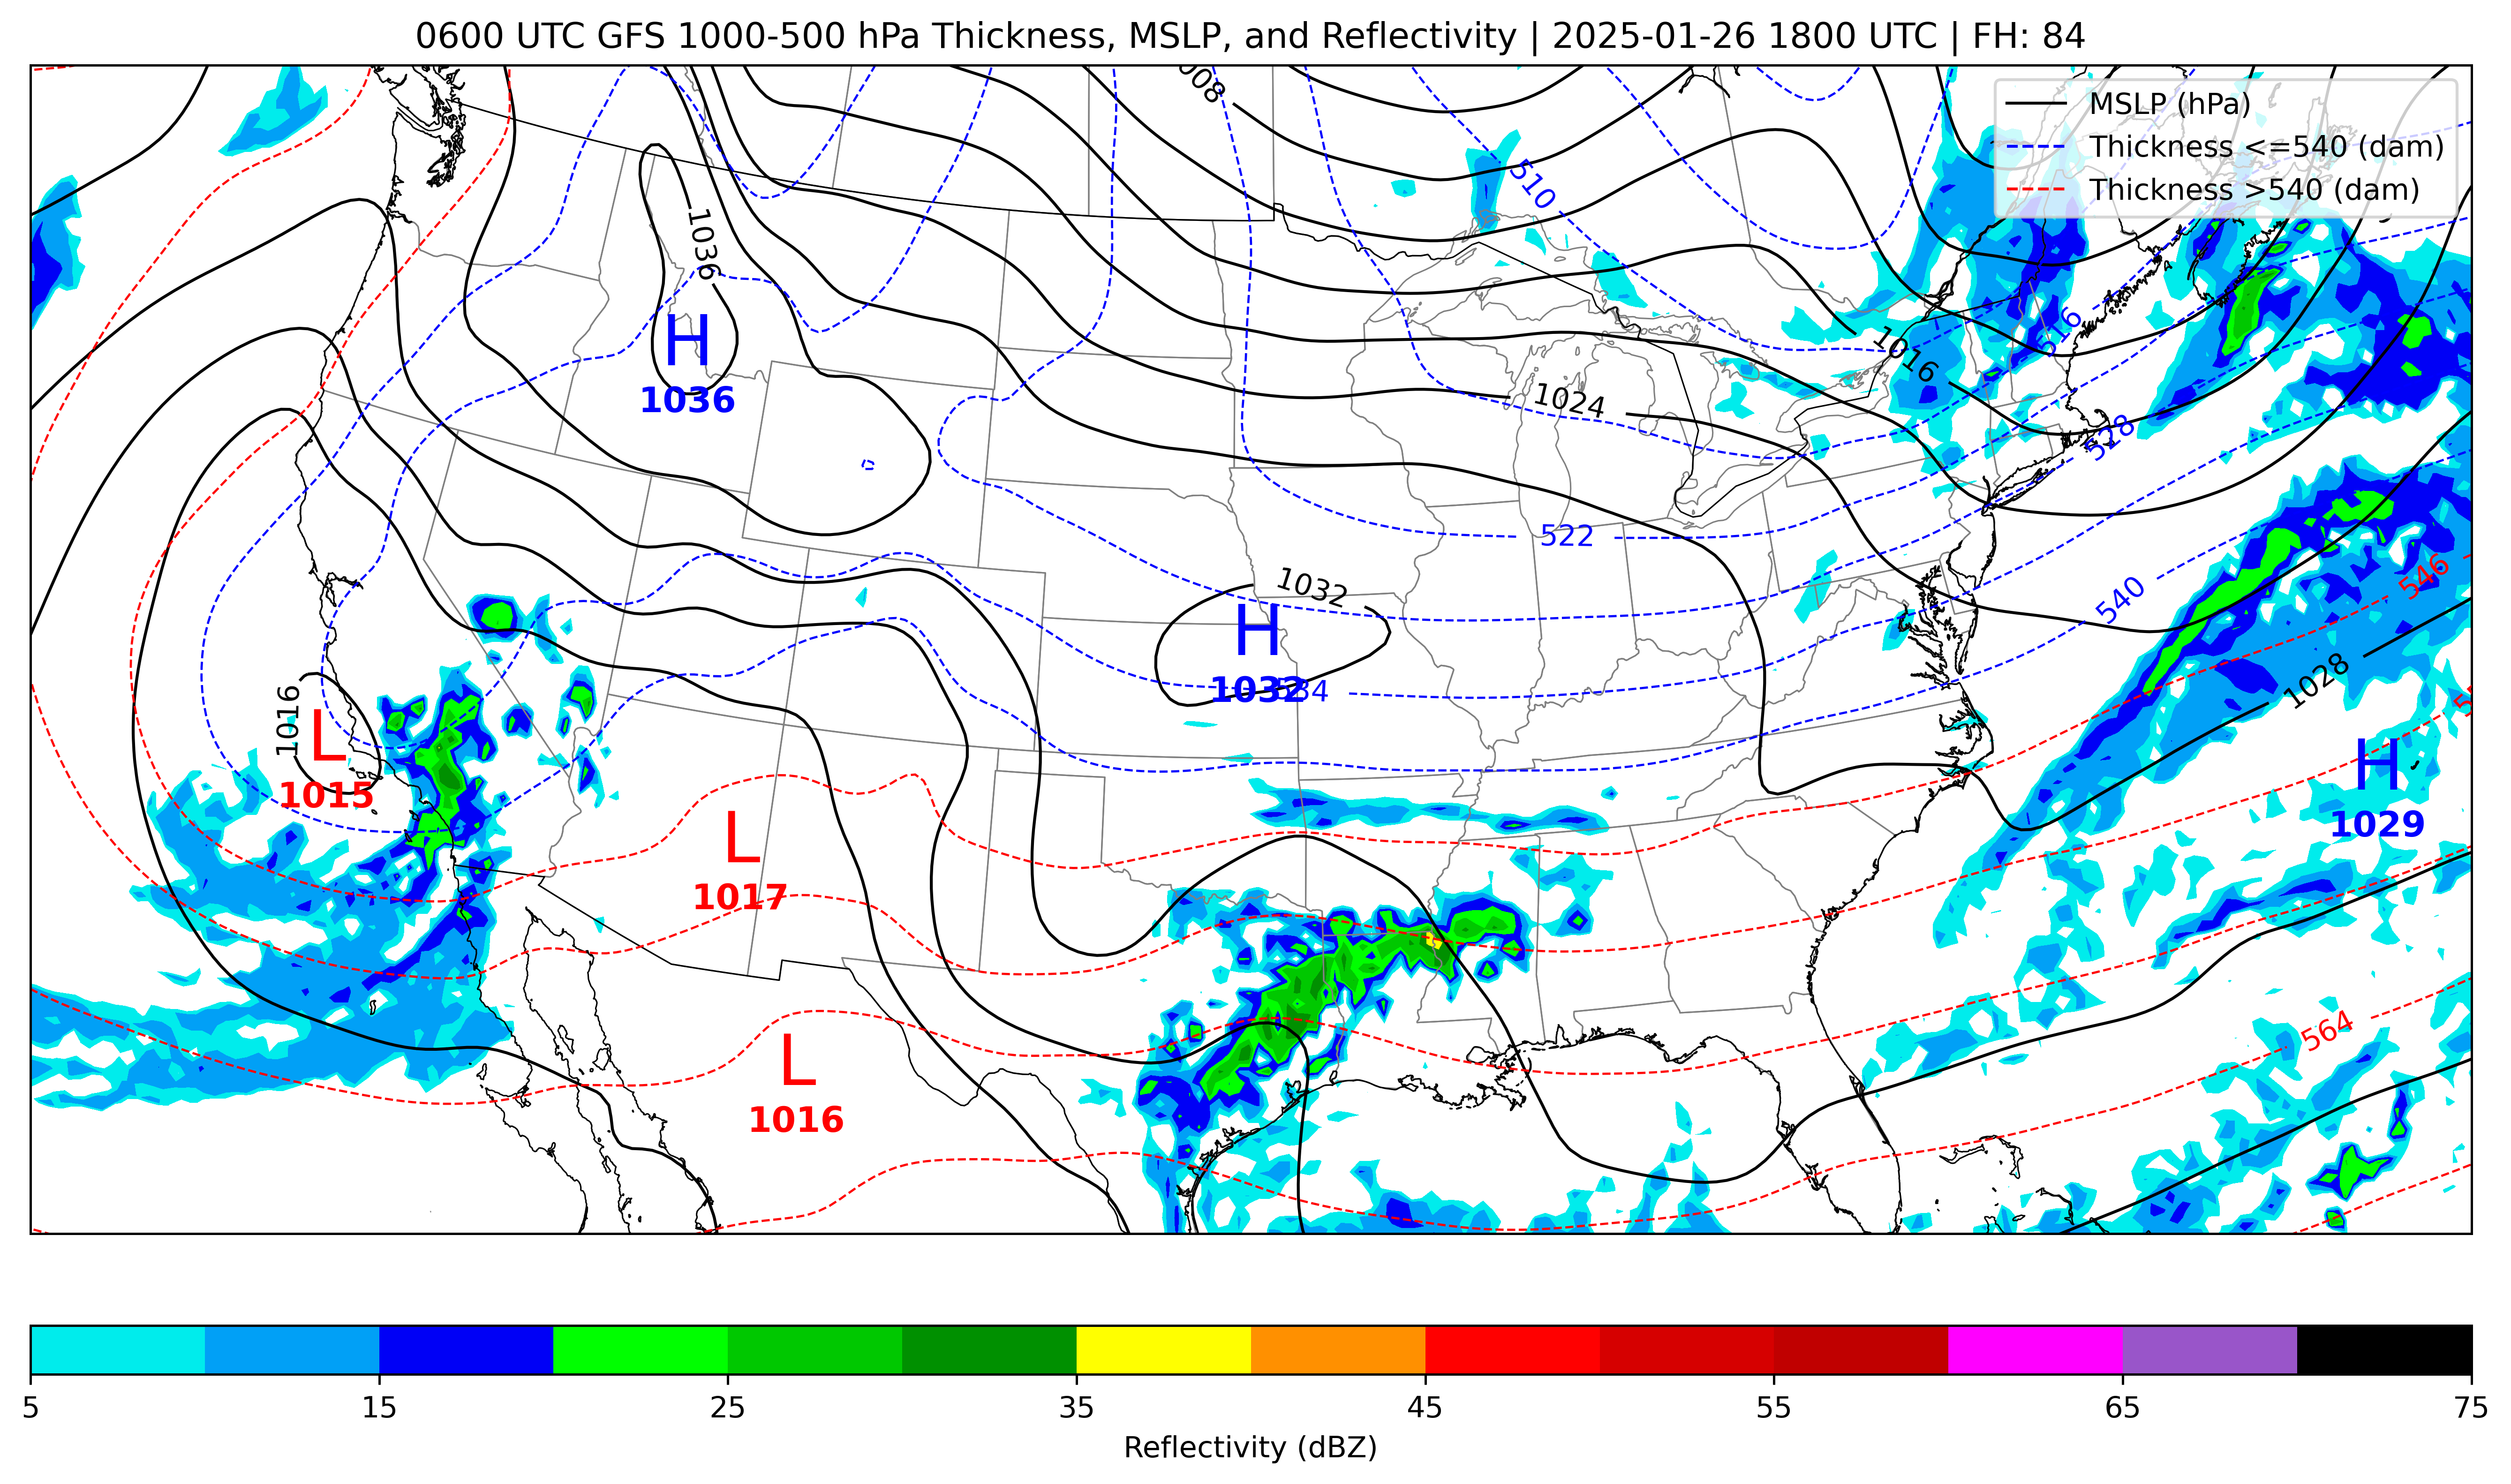 0600 UTC GFS 1000-500 hPa Thickness, MSLP, and Reflectivity | 2025-01-26 1800 UTC | FH: 84
MSLP (hPa)
Thickness <=540 (dam)
Thickness >540 (dam)
510
1036
H
1036
516
1016
1024
528
522
540
546
1032
H
1032
534
1028
1016
L
1015
H
1029
L
1017
564
L
1016
5
15
25
35
45
55
65
75
Reflectivity (dBZ)